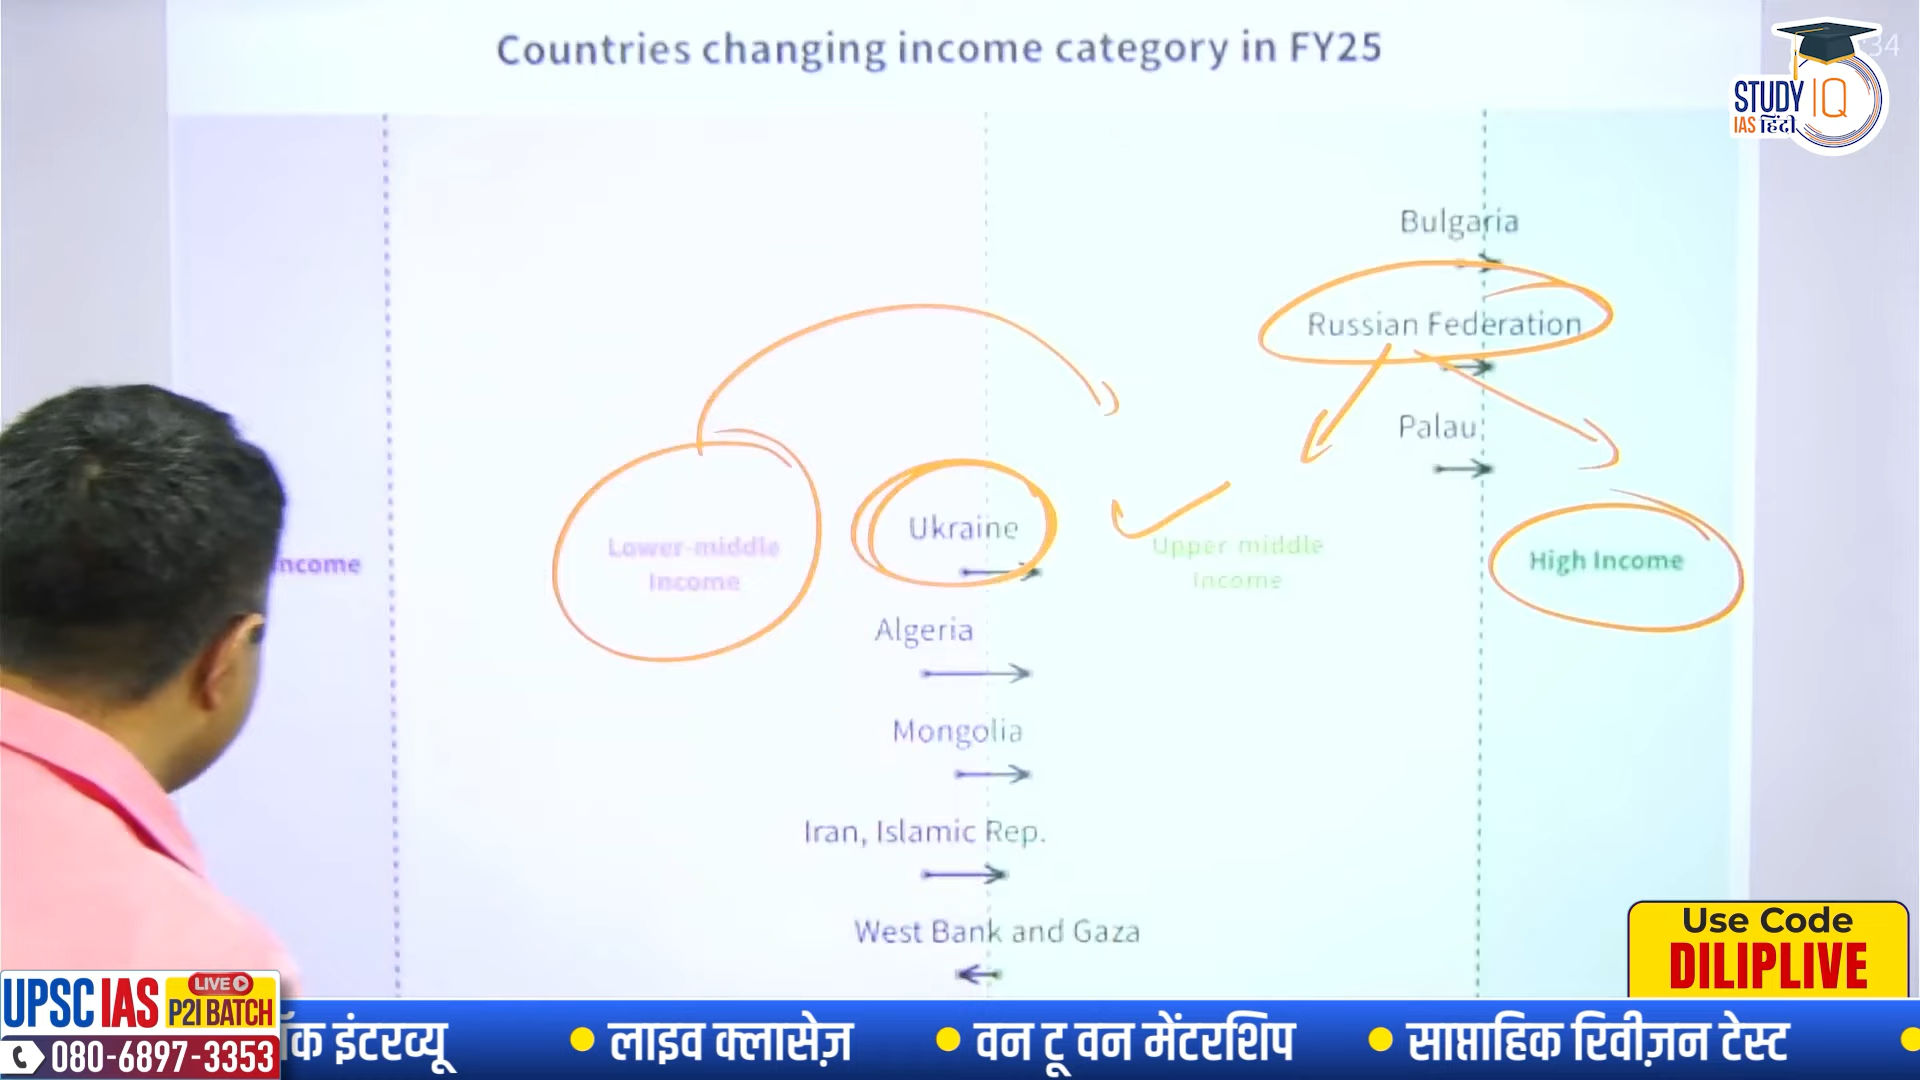 Countries changing income category in FY25
34
STUDY IQ
IAS हिंदी
Bulgaria
Russian Federation
Palau
Ukraine
Lower-middle
Income
Upper middle
Income
High Income
ncome
Algeria
Mongolia
Iran, Islamic Rep.
West Bank and Gaza
Use Code
DILIPLIVE
UPSC IAS
LIVE
P2I BATCH
080-6897-3353
इंटरव्यू • लाइव क्लासेज़ • वन टू वन मेंटरशिप • साप्ताहिक रिवीज़न टेस्ट